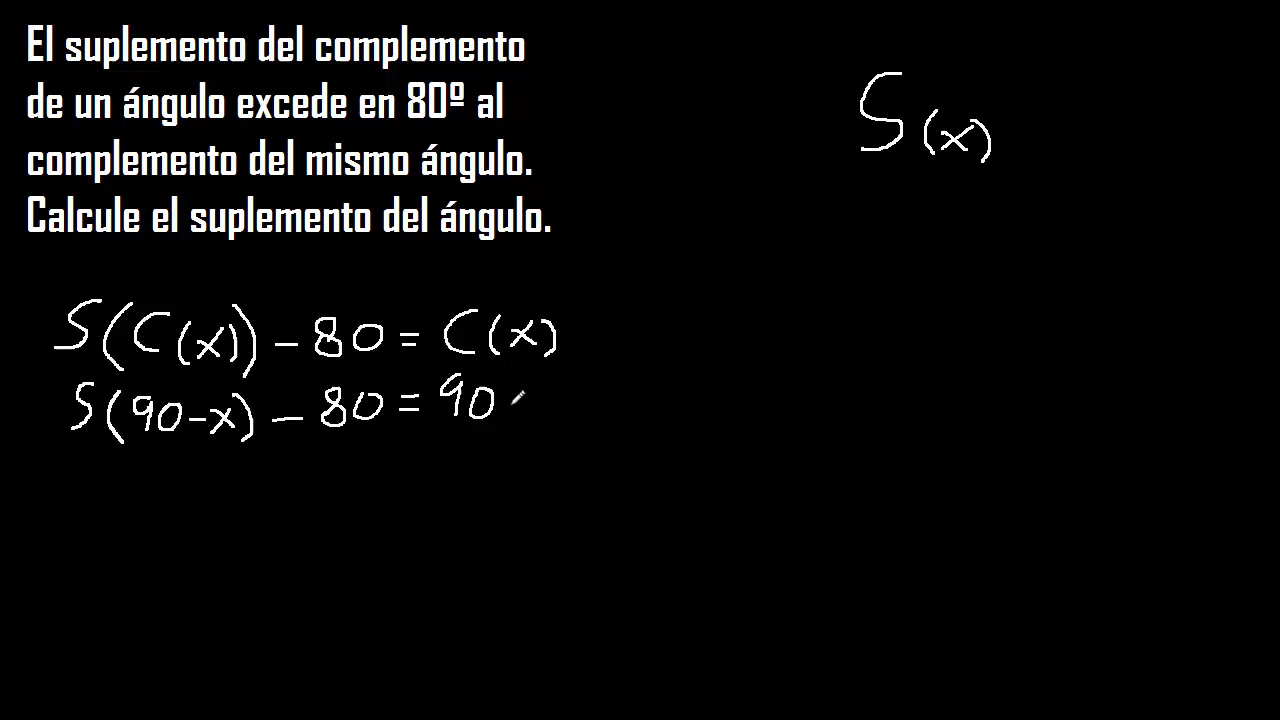 El suplemento del complemento
de un ángulo excede en 80º al
complemento del mismo ángulo.
Calcule el suplemento del ángulo.
S(x)
S(C(x)) - 80 = C(x)
S(90-x) - 80 = 90